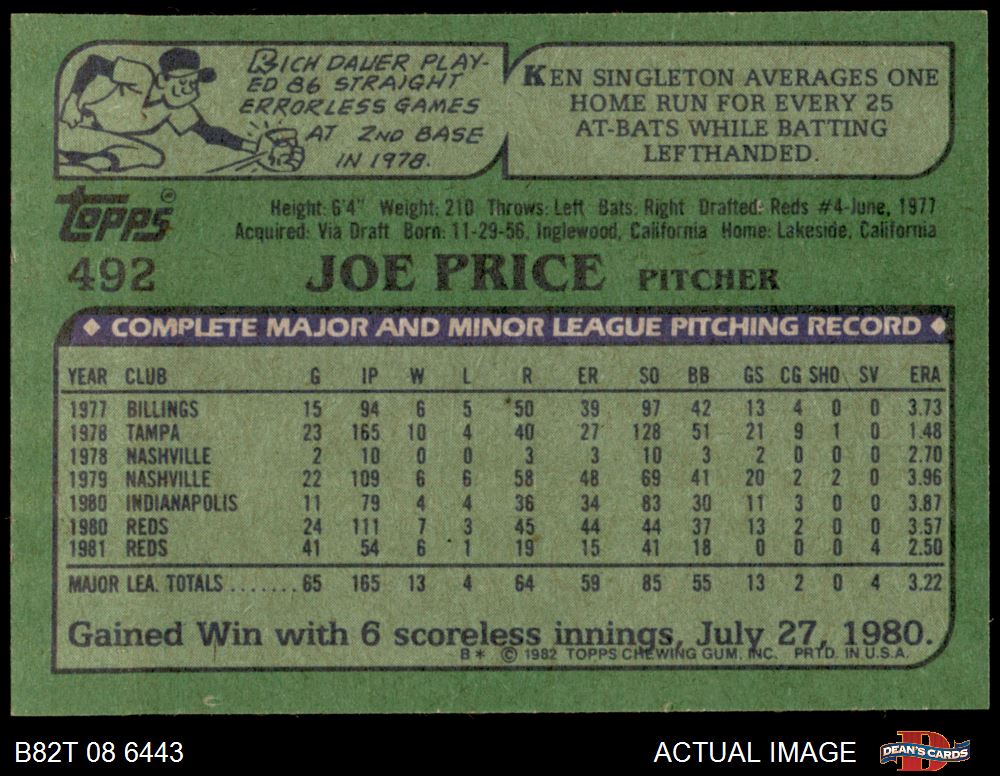 RICH DAUER PLAY-
ED 86 STRAIGHT
ERRORLESS GAMES
AT 2ND BASE
IN 1978.
KEN SINGLETON AVERAGES ONE
HOME RUN FOR EVERY 25
AT-BATS WHILE BATTING
LEFTHANDED.
TOPPS®
Height: 6'4" Weight: 210 Throws: Left Bats: Right Drafted: Reds #4-June, 1977
Acquired: Via Draft Born: 11-29-56, Inglewood, California Home: Lakeside, California
492 JOE PRICE PITCHER
♦ COMPLETE MAJOR AND MINOR LEAGUE PITCHING RECORD ♦
YEAR CLUB G IP W L R ER SO BB GS CG SHO SV ERA
1977 BILLINGS 15 94 6 5 50 39 97 42 13 4 0 0 3.73
1978 TAMPA 23 165 10 4 40 27 128 51 21 9 1 0 1.48
1978 NASHVILLE 2 10 0 0 3 3 10 3 2 0 0 0 2.70
1979 NASHVILLE 22 109 6 6 58 48 69 41 20 2 2 0 3.96
1980 INDIANAPOLIS 11 79 4 4 36 34 83 30 11 3 0 0 3.87
1980 REDS 24 111 7 3 45 44 44 37 13 2 0 0 3.57
1981 REDS 41 54 6 1 19 15 41 18 0 0 0 4 2.50
MAJOR LEA. TOTALS....... 65 165 13 4 64 59 85 55 13 2 0 4 3.22
Gained Win with 6 scoreless innings, July 27, 1980.
B* © 1982 TOPPS CHEWING GUM, INC. PRTD. IN U.S.A.
B82T 08 6443 ACTUAL IMAGE D DEAN'S CARDS